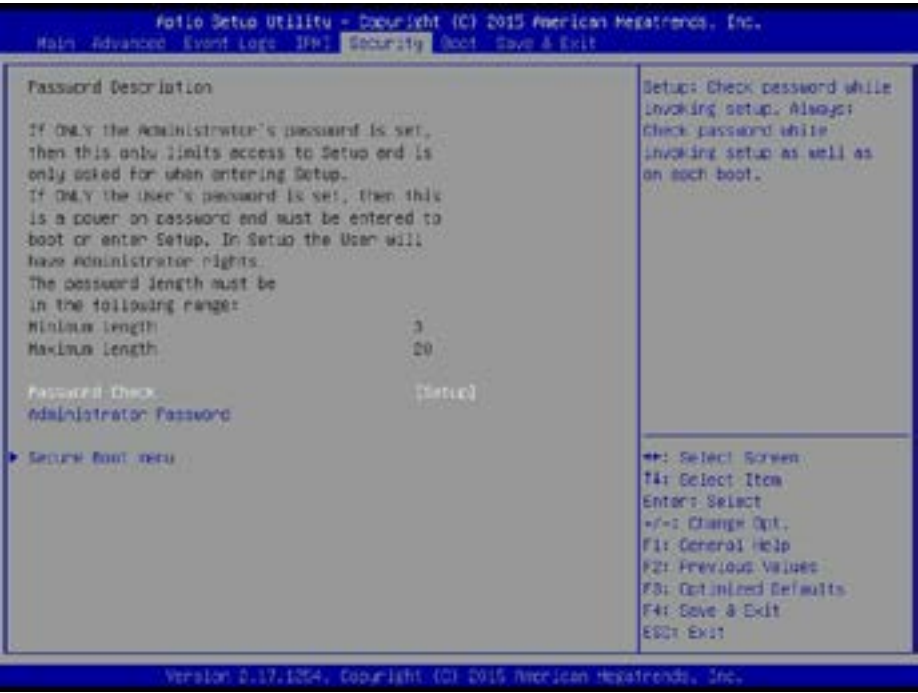 Aptio Setup Utility - Copyright (C) 2015 American Megatrends, Inc.
Main Advanced Event Logs IPMI Security Boot Save & Exit
Password Description
If ONLY the Administrator's password is set,
then this only limits access to Setup and is
only asked for when entering Setup.
If ONLY the User's password is set, then this
is a power on password and must be entered to
boot or enter Setup. In Setup the User will
have Administrator rights.
The password length must be
in the following range:
Minimum length 3
Maximum length 20
Password Check [Setup]
Administrator Password
Secure Boot menu
Setup: Check password while
invoking setup. Always:
Check password while
invoking setup as well as
on each boot.
→←: Select Screen
↑↓: Select Item
Enter: Select
+/-: Change Opt.
F1: General Help
F2: Previous Values
F3: Optimized Defaults
F4: Save & Exit
ESC: Exit
Version 2.17.1254. Copyright (C) 2015 American Megatrends, Inc.